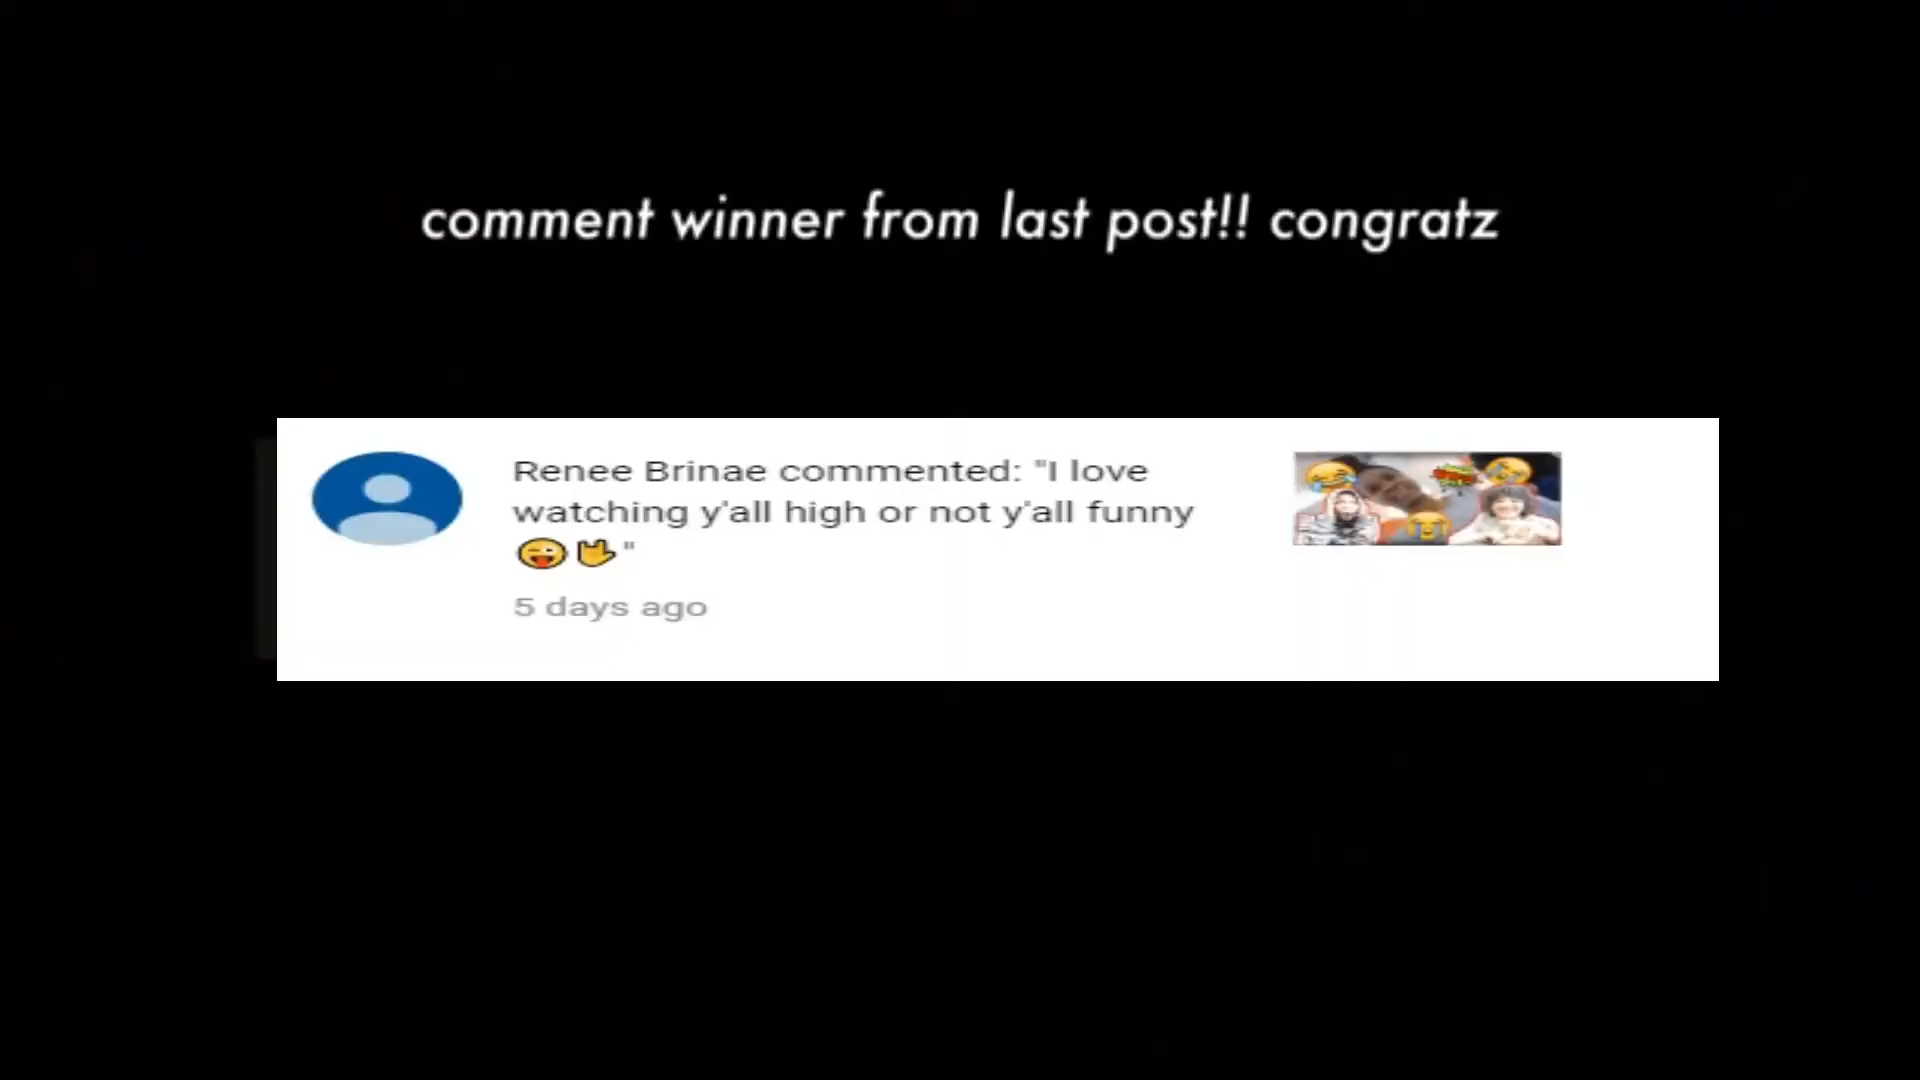 comment winner from last post!! congratz
Renee Brinae commented: "I love
watching y'all high or not y'all funny
😜🤟"
5 days ago